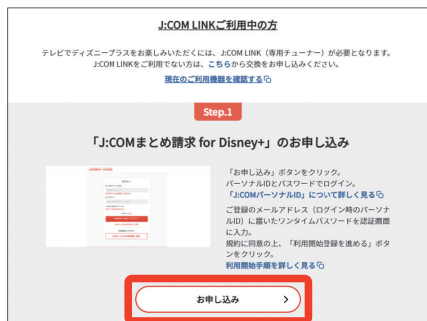 J:COM LINKご利用中の方
テレビでディズニープラスをお楽しみいただくには、J:COM LINK（専用チューナー）が必要となります。
J:COM LINKをご利用でない方は、こちらから交換をお申し込みください。
現在のご利用機器を確認する
Step.1
「J:COMまとめ請求 for Disney+」のお申し込み
「お申し込み」ボタンをクリック。
パーソナルIDとパスワードでログイン。
「J:COMパーソナルID」について詳しく見る
ご登録のメールアドレス（ログイン時のパーソナ
ルID）に届いたワンタイムパスワードを認証画面
に入力。
規約に同意の上、「利用開始登録を進める」ボタ
ンをクリック。
利用開始手順を詳しく見る
お申し込み